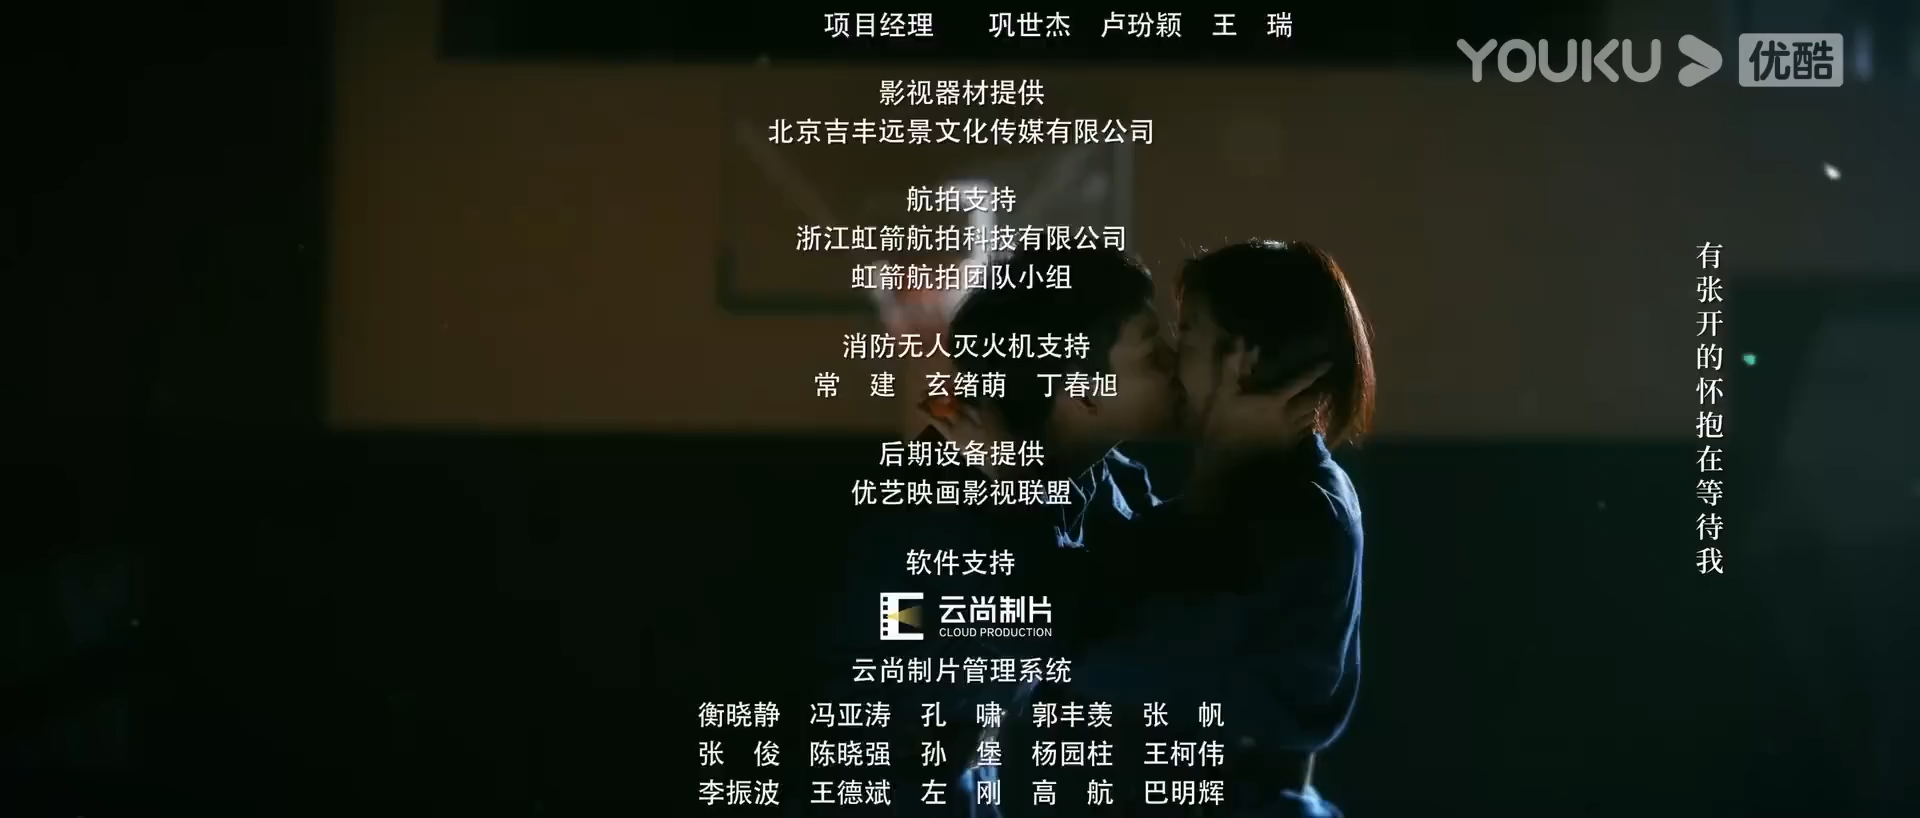 项目经理 巩世杰 卢玢颖 王 瑞
YOUKU 优酷
影视器材提供
北京吉丰远景文化传媒有限公司
航拍支持
浙江虹箭航拍科技有限公司
虹箭航拍团队小组
消防无人灭火机支持
常 建 玄绪萌 丁春旭
后期设备提供
优艺映画影视联盟
软件支持
云尚制片
CLOUD PRODUCTION
云尚制片管理系统
衡晓静 冯亚涛 孔 啸 郭丰羡 张 帆
张 俊 陈晓强 孙 堡 杨园柱 王柯伟
李振波 王德斌 左 刚 高 航 巴明辉
有张开的怀抱在等待我